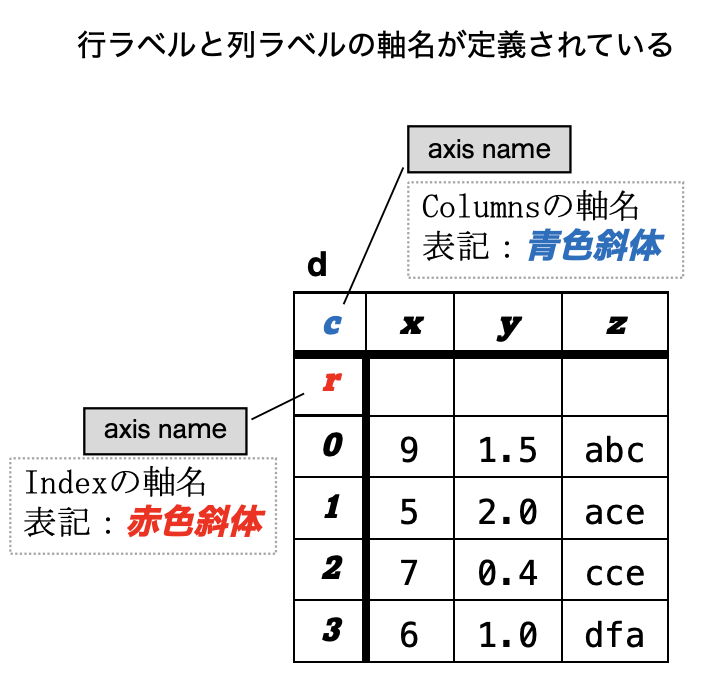 行ラベルと列ラベルの軸名が定義されている
axis name
Columnsの軸名
表記：青色斜体
d
c x y z
r
axis name
Indexの軸名
表記：赤色斜体
0 9 1.5 abc
1 5 2.0 ace
2 7 0.4 cce
3 6 1.0 dfa